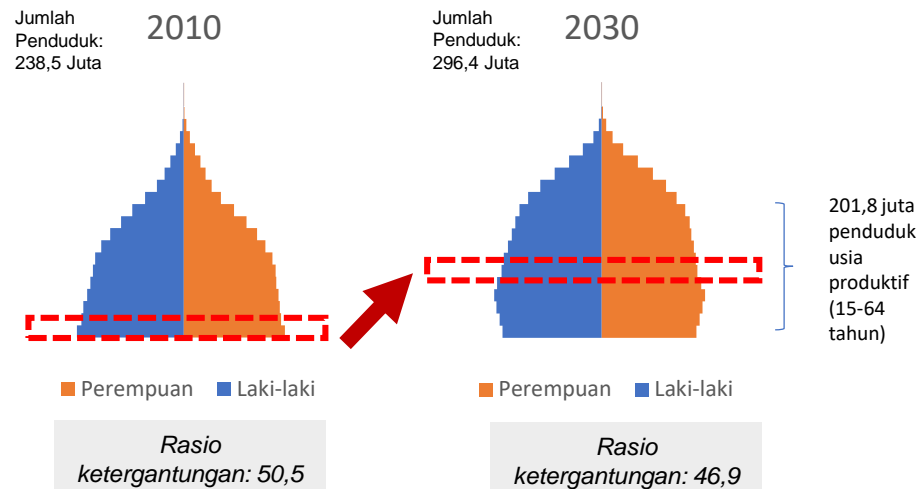 Jumlah
Penduduk:
238,5 Juta
2010
Perempuan
Laki-laki
Rasio
ketergantungan: 50,5
Jumlah
Penduduk:
296,4 Juta
2030
201,8 juta
penduduk
usia
produktif
(15-64
tahun)
Perempuan
Laki-laki
Rasio
ketergantungan: 46,9